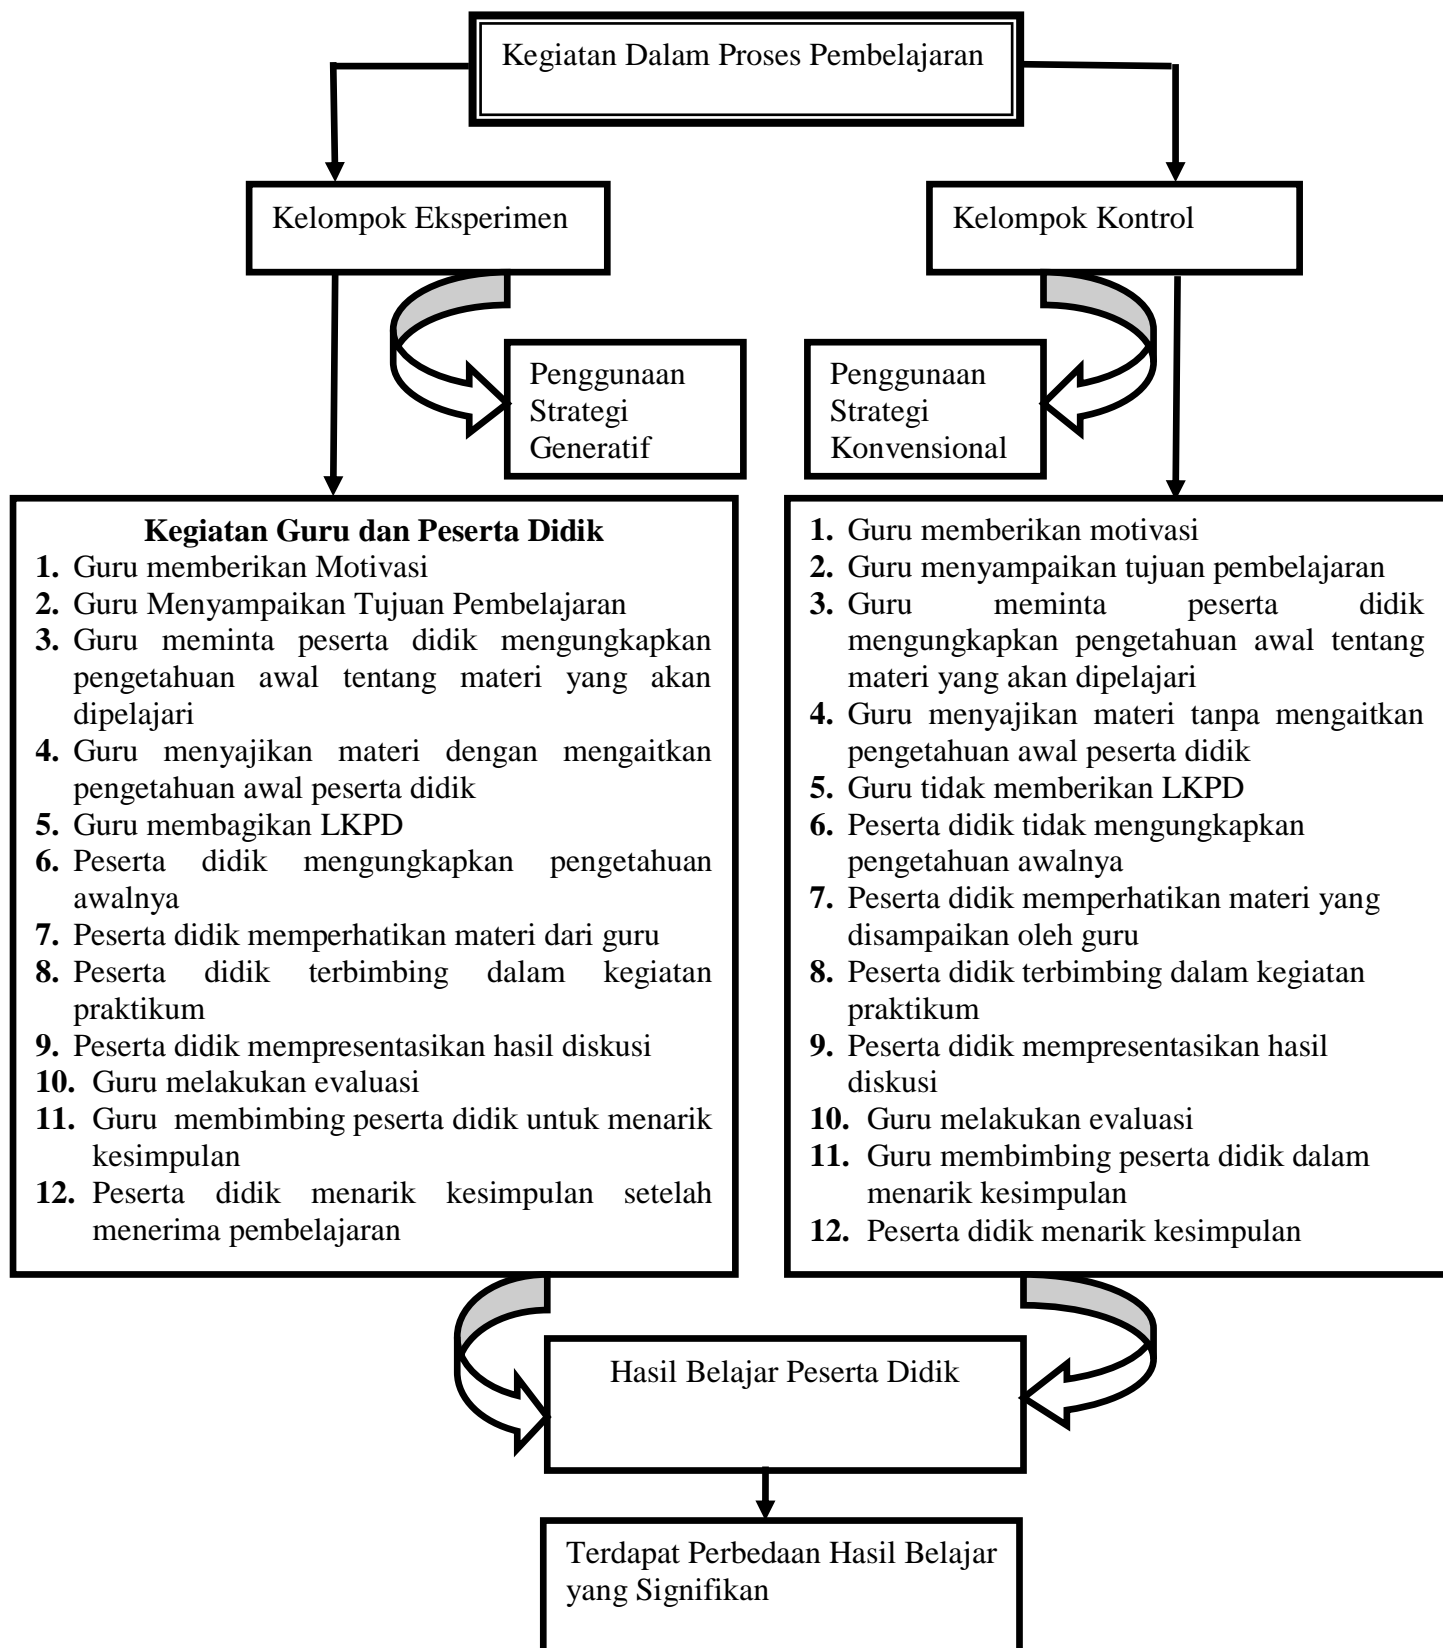 Kegiatan Dalam Proses Pembelajaran
Kelompok Eksperimen
Kelompok Kontrol
Penggunaan
Strategi
Generatif
Penggunaan
Strategi
Konvensional
Kegiatan Guru dan Peserta Didik
1. Guru memberikan Motivasi
2. Guru Menyampaikan Tujuan Pembelajaran
3. Guru meminta peserta didik mengungkapkan
pengetahuan awal tentang materi yang akan
dipelajari
4. Guru menyajikan materi dengan mengaitkan
pengetahuan awal peserta didik
5. Guru membagikan LKPD
6. Peserta didik mengungkapkan pengetahuan
awalnya
7. Peserta didik memperhatikan materi dari guru
8. Peserta didik terbimbing dalam kegiatan
praktikum
9. Peserta didik mempresentasikan hasil diskusi
10. Guru melakukan evaluasi
11. Guru membimbing peserta didik untuk menarik
kesimpulan
12. Peserta didik menarik kesimpulan setelah
menerima pembelajaran
1. Guru memberikan motivasi
2. Guru menyampaikan tujuan pembelajaran
3. Guru meminta peserta didik
mengungkapkan pengetahuan awal tentang
materi yang akan dipelajari
4. Guru menyajikan materi tanpa mengaitkan
pengetahuan awal peserta didik
5. Guru tidak memberikan LKPD
6. Peserta didik tidak mengungkapkan
pengetahuan awalnya
7. Peserta didik memperhatikan materi yang
disampaikan oleh guru
8. Peserta didik terbimbing dalam kegiatan
praktikum
9. Peserta didik mempresentasikan hasil
diskusi
10. Guru melakukan evaluasi
11. Guru membimbing peserta didik dalam
menarik kesimpulan
12. Peserta didik menarik kesimpulan
Hasil Belajar Peserta Didik
Terdapat Perbedaan Hasil Belajar
yang Signifikan